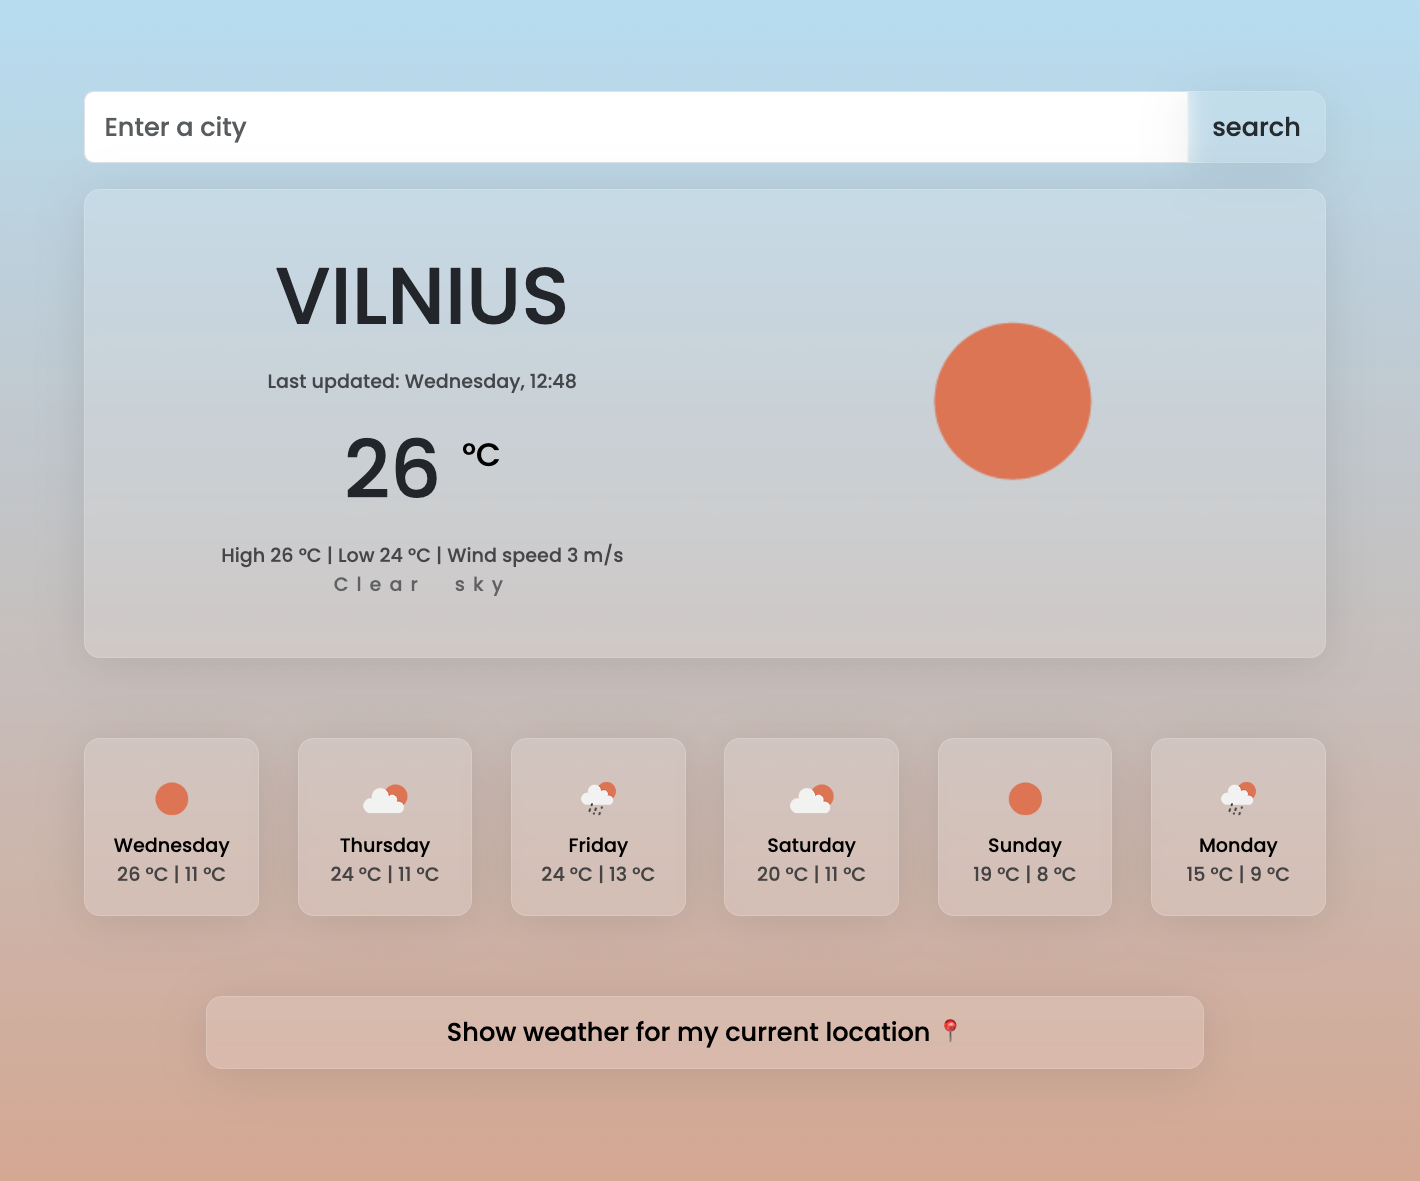 Enter a city
search
VILNIUS
Last updated: Wednesday, 12:48
26 °C
High 26 °C | Low 24 °C | Wind speed 3 m/s
Clear sky
Wednesday
26 °C | 11 °C
Thursday
24 °C | 11 °C
Friday
24 °C | 13 °C
Saturday
20 °C | 11 °C
Sunday
19 °C | 8 °C
Monday
15 °C | 9 °C
Show weather for my current location 📍